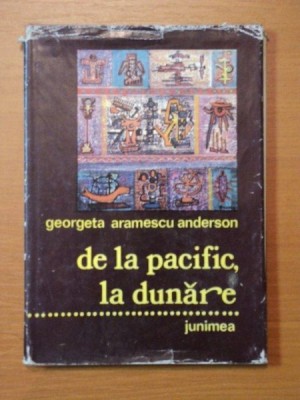 georgeta aramescu anderson
de la pacific,
la dunăre
junimea